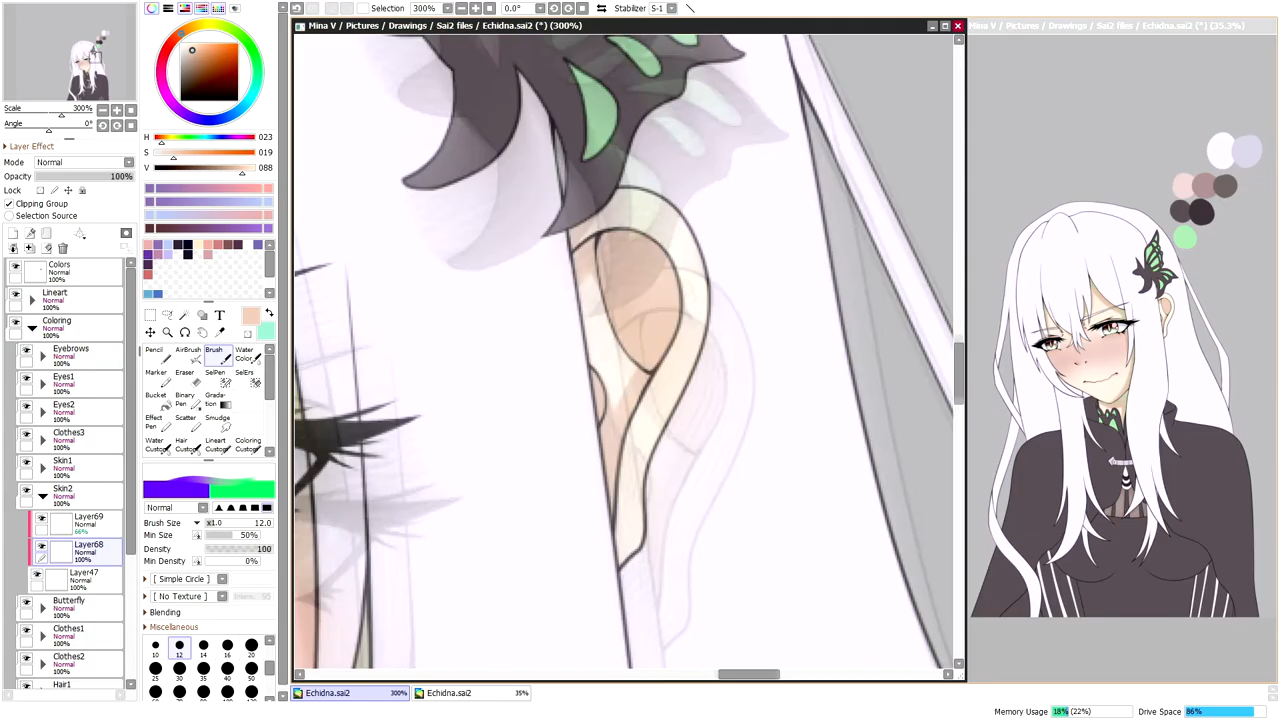 Selection 300% 0.0° Stabilizer S-1
Mina V / Pictures / Drawings / Sai2 files / Echidna.sai2 (*) (300%)
Mina V / Pictures / Drawings / Sai2 files / Echidna.sai2 (*) (35.3%)
Scale 300%
Angle 0°
Layer Effect
Mode Normal
Opacity 100%
Lock
Clipping Group
Selection Source
Colors
Normal
100%
Lineart
Normal
100%
Coloring
Normal
100%
Eyebrows
Normal
100%
Eyes1
Normal
100%
Eyes2
Normal
100%
Clothes3
Normal
100%
Skin1
Normal
100%
Skin2
Normal
100%
Layer69
Normal
66%
Layer68
Normal
100%
Layer47
Normal
100%
Butterfly
Normal
100%
Clothes1
Normal
100%
Clothes2
Normal
100%
Hair1
Normal
H 023
S 019
V 088
T
Pencil AirBrush Brush Water Color
Marker Eraser SelPen SelErs
Bucket Binary Pen Grada-tion
Effect Pen Scatter Smudge
Water Custom Hair Custom Lineart Custom Coloring Custom
Normal
Brush Size x1.0 12.0
Min Size 50%
Density 100
Min Density 0%
[ Simple Circle ]
[ No Texture ]
Blending
Miscellaneous
10 12 14 16 20
25 30 35 40 50
Echidna.sai2 300%
Echidna.sai2 35%
Memory Usage 18% (22%)
Drive Space 86%